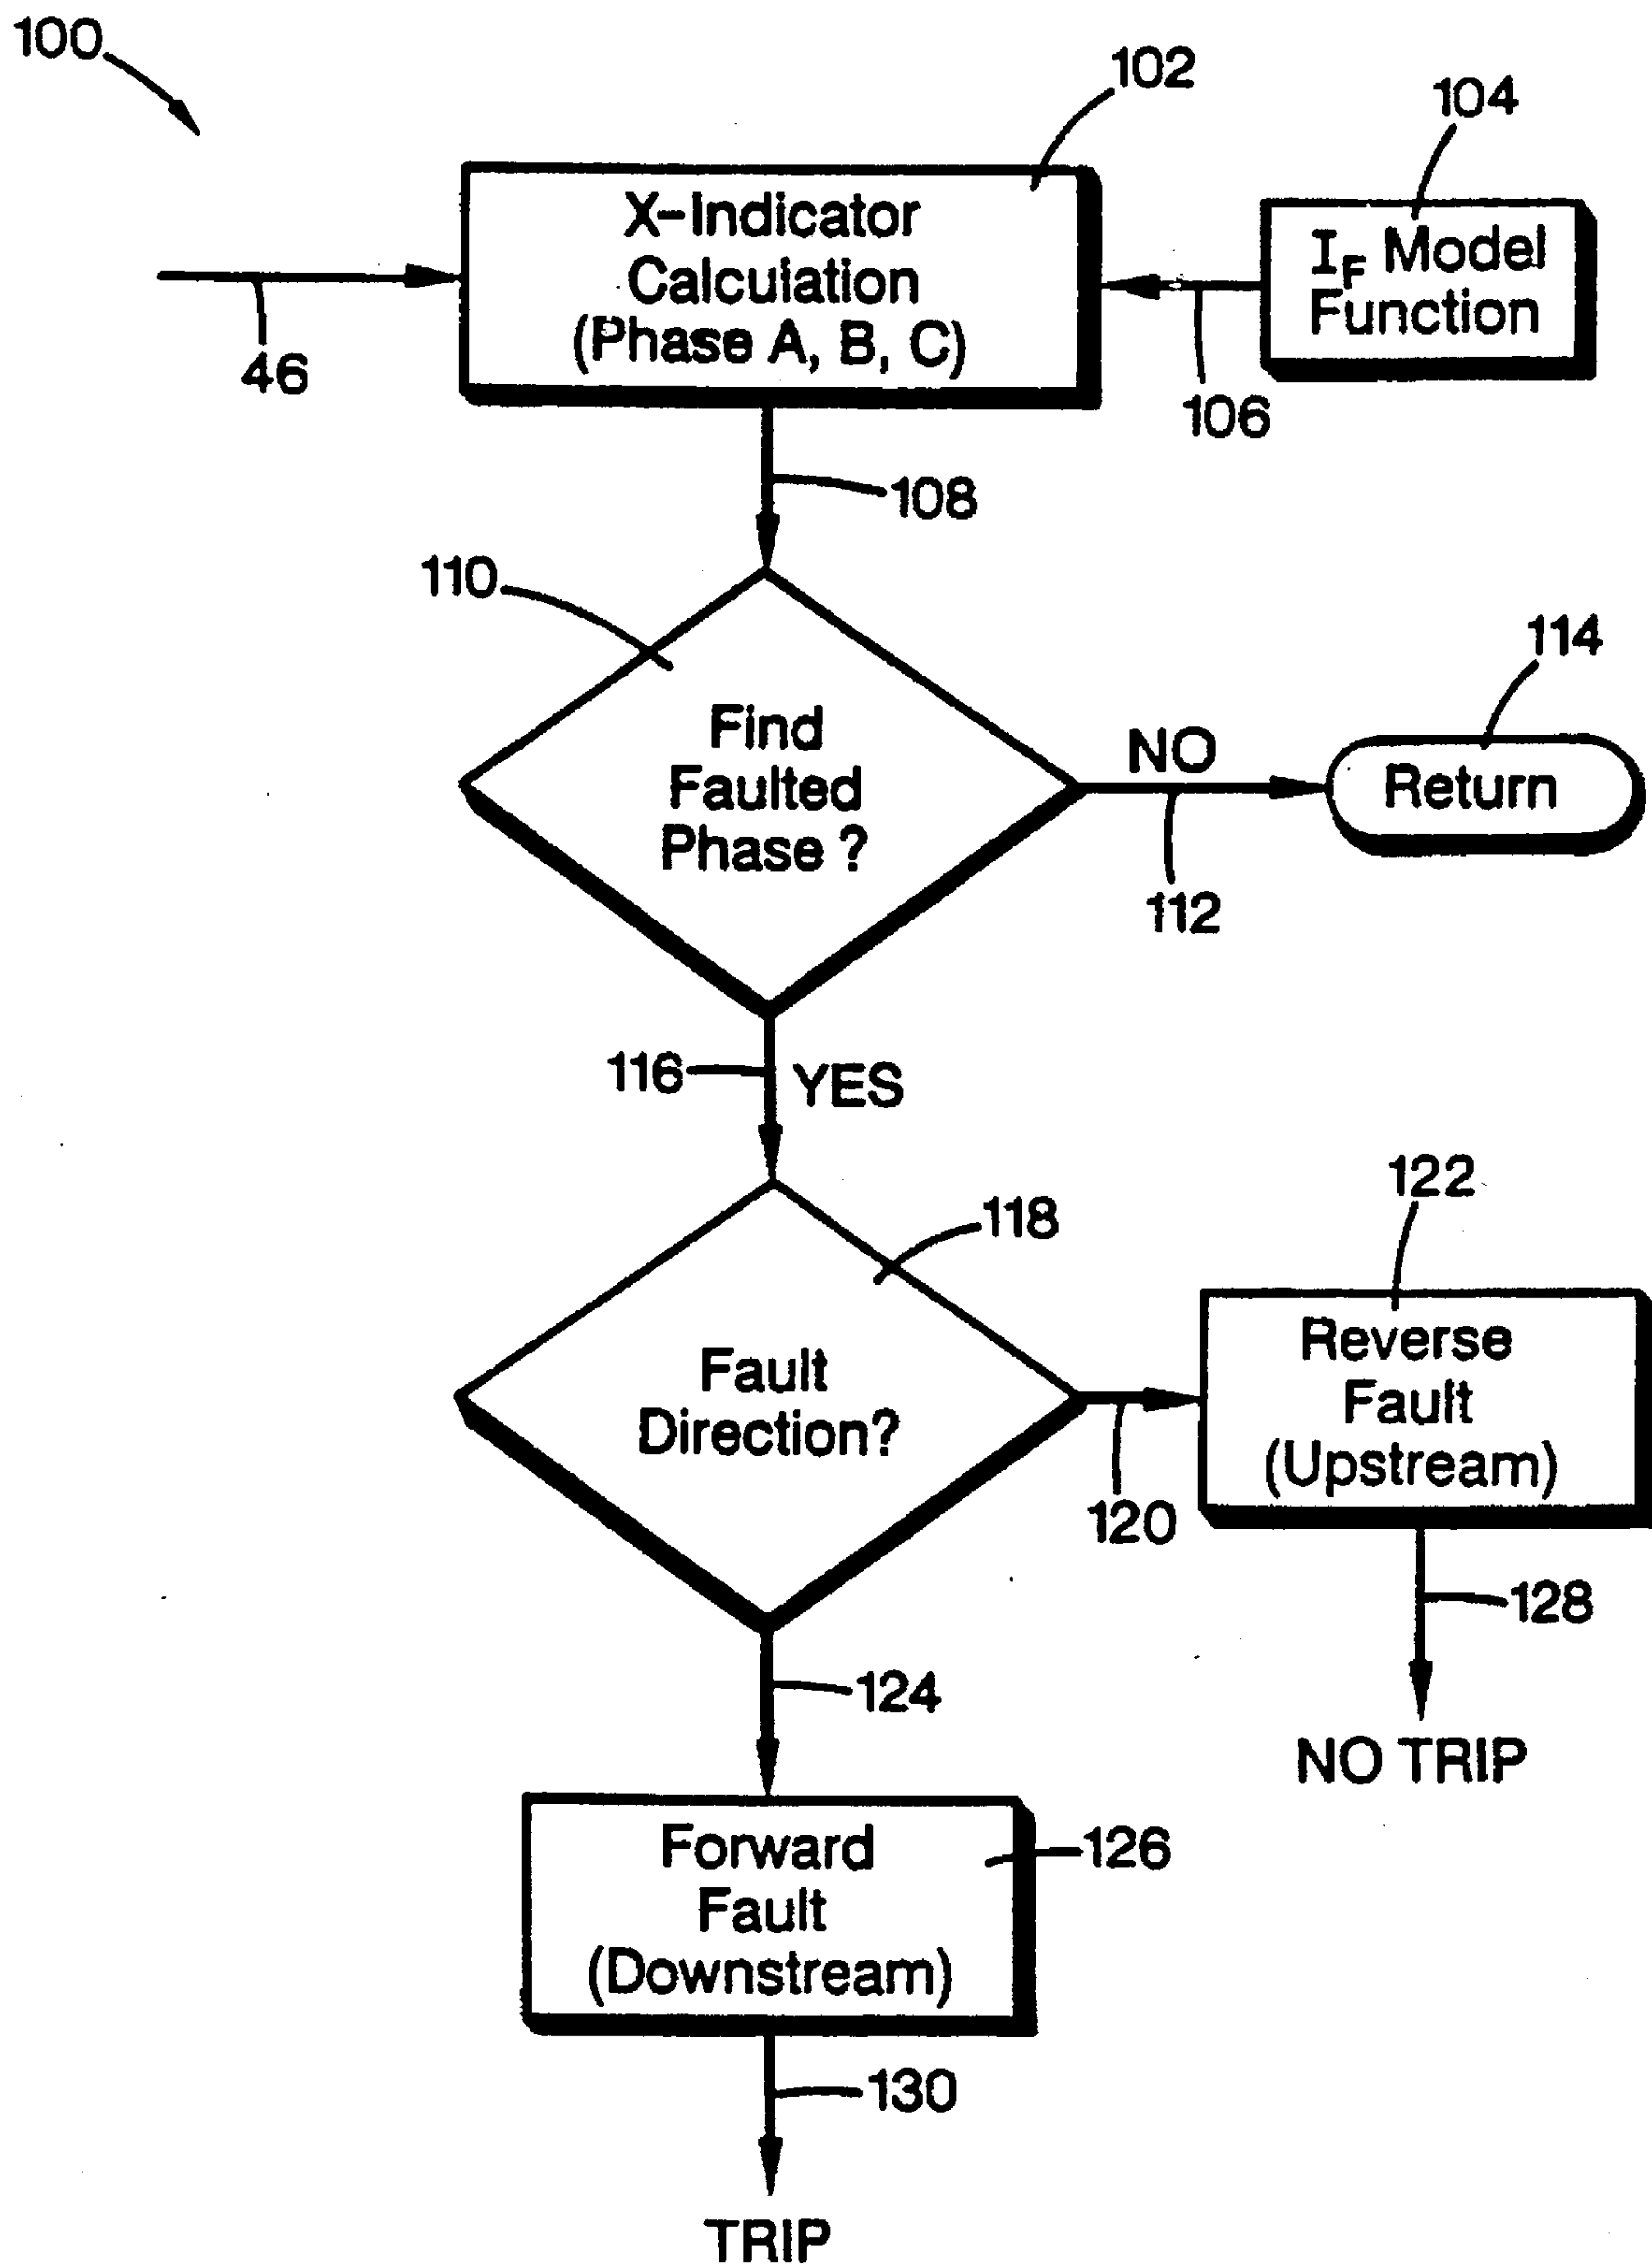 100
102
104
X-Indicator
Calculation
(Phase A, B, C)
I_F Model
Function
46
106
108
110
Find
Faulted
Phase ?
NO
112
114
Return
116
YES
118
Fault
Direction?
120
122
Reverse
Fault
(Upstream)
124
128
NO TRIP
Forward
Fault
(Downstream)
126
130
TRIP